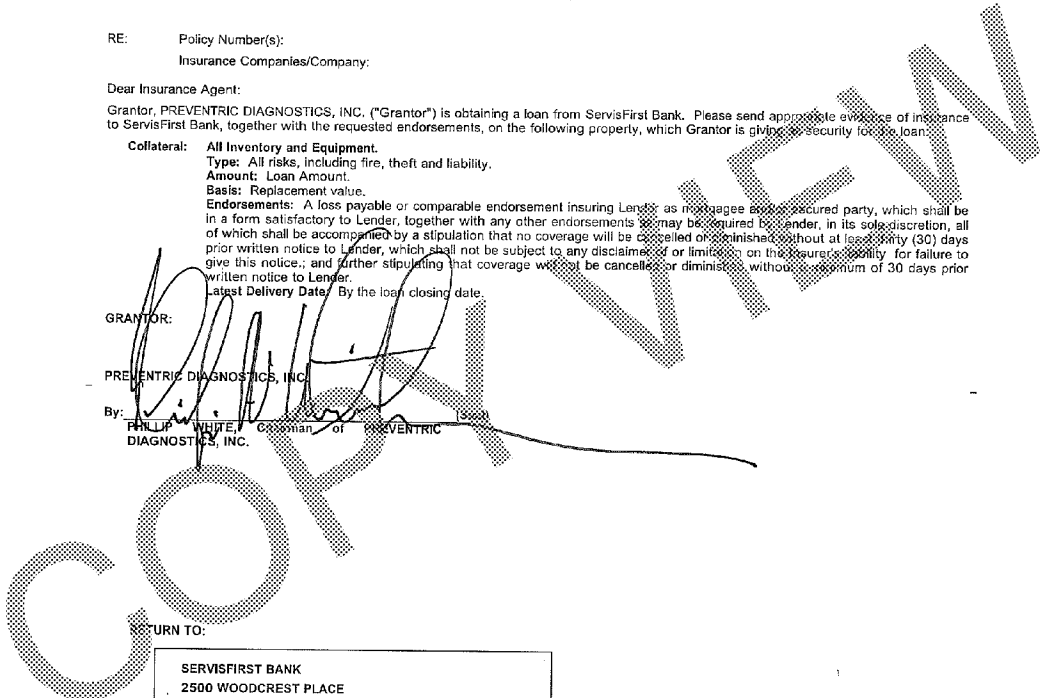 RE: Policy Number(s):
Insurance Companies/Company:
Dear Insurance Agent:
Grantor, PREVENTRIC DIAGNOSTICS, INC. ("Grantor") is obtaining a loan from ServisFirst Bank. Please send appropriate evidence of insurance
to ServisFirst Bank, together with the requested endorsements, on the following property, which Grantor is giving as security for the loan.
Collateral: All Inventory and Equipment.
Type: All risks, including fire, theft and liability.
Amount: Loan Amount.
Basis: Replacement value.
Endorsements: A loss payable or comparable endorsement insuring Lender as mortgagee and/or secured party, which shall be
in a form satisfactory to Lender, together with any other endorsements as may be required by Lender, in its sole discretion, all
of which shall be accompanied by a stipulation that no coverage will be cancelled or diminished without at least thirty (30) days
prior written notice to Lender, which shall not be subject to any disclaimer of or limitation on the insurer's liability for failure to
give this notice.; and further stipulating that coverage will not be cancelled or diminished without a minimum of 30 days prior
written notice to Lender.
Latest Delivery Date: By the loan closing date.
GRANTOR:
PREVENTRIC DIAGNOSTICS, INC.
By: (Seal)
PHILLIP WHITE, Chairman of PREVENTRIC
DIAGNOSTICS, INC.
COPY VIEW
RETURN TO:
SERVISFIRST BANK
2500 WOODCREST PLACE